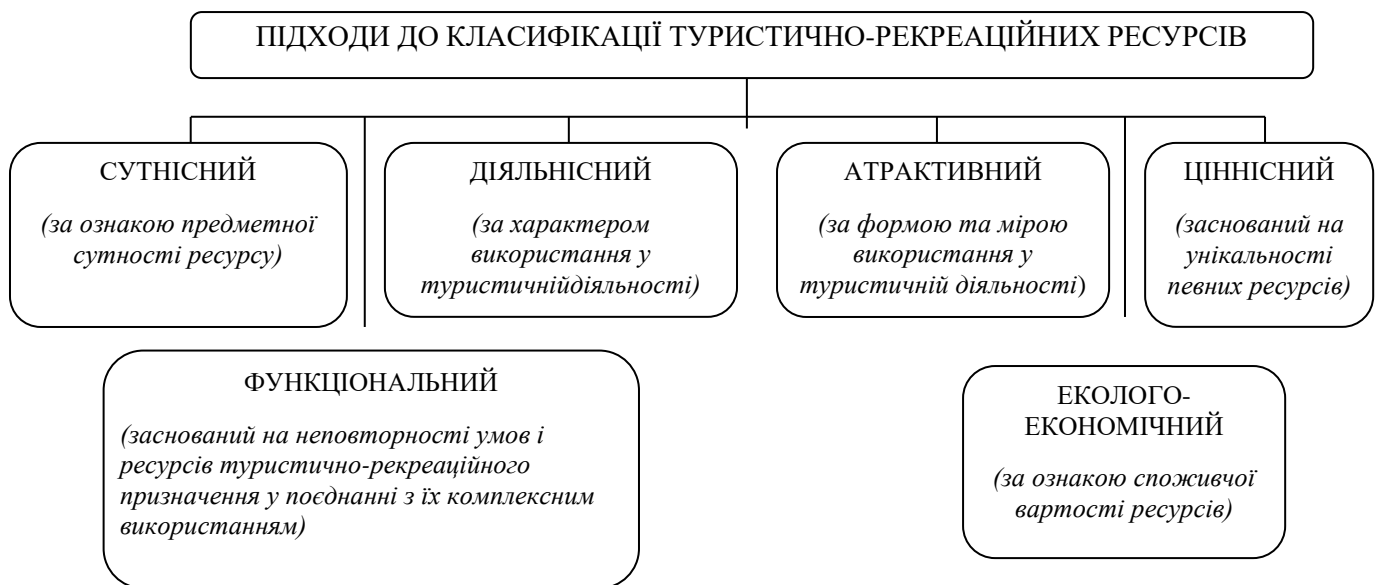 ПІДХОДИ ДО КЛАСИФІКАЦІЇ ТУРИСТИЧНО-РЕКРЕАЦІЙНИХ РЕСУРСІВ
СУТНІСНИЙ
(за ознакою предметної
сутності ресурсу)
ДІЯЛЬНІСНИЙ
(за характером
використання у
туристичнійдіяльності)
АТРАКТИВНИЙ
(за формою та мірою
використання у
туристичній діяльності)
ЦІННІСНИЙ
(заснований на
унікальності
певних ресурсів)
ФУНКЦІОНАЛЬНИЙ
(заснований на неповторності умов і
ресурсів туристично-рекреаційного
призначення у поєднанні з їх комплексним
використанням)
ЕКОЛОГО-
ЕКОНОМІЧНИЙ
(за ознакою споживчої
вартості ресурсів)